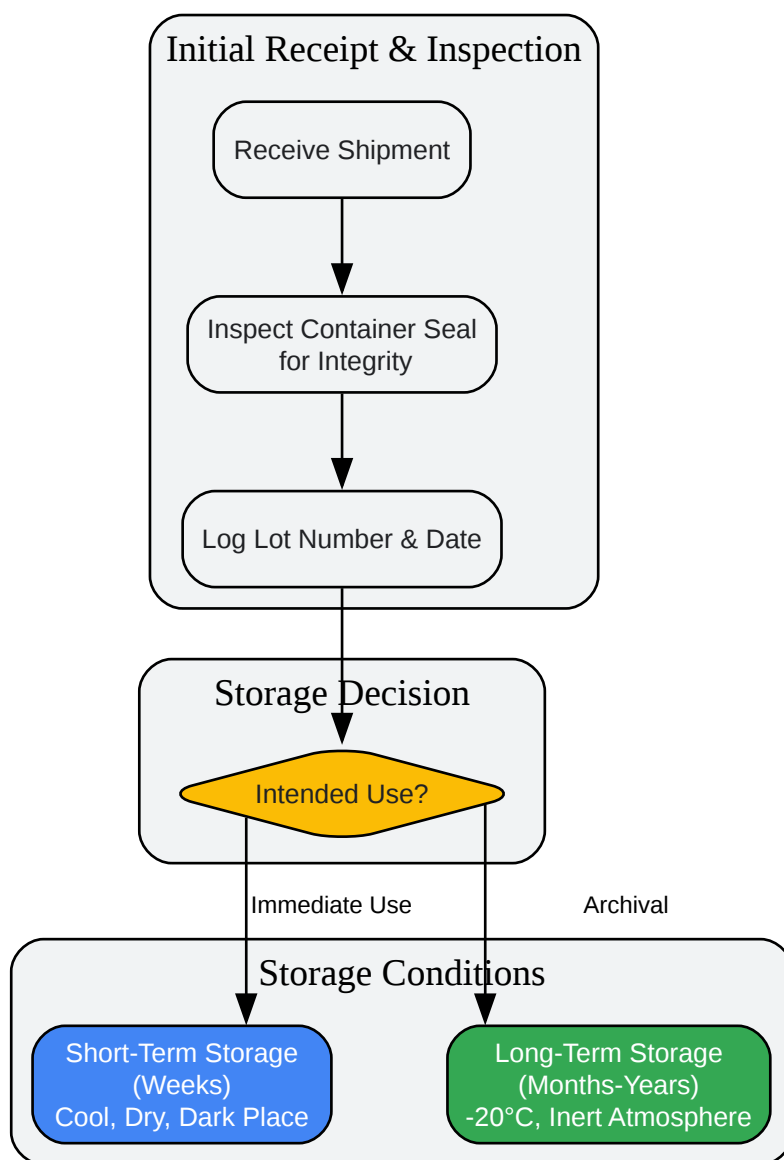 Initial Receipt & Inspection
Receive Shipment
Inspect Container Seal
for Integrity
Log Lot Number & Date
Storage Decision
Intended Use?
Immediate Use
Archival
Storage Conditions
Short-Term Storage
(Weeks)
Cool, Dry, Dark Place
Long-Term Storage
(Months-Years)
-20°C, Inert Atmosphere